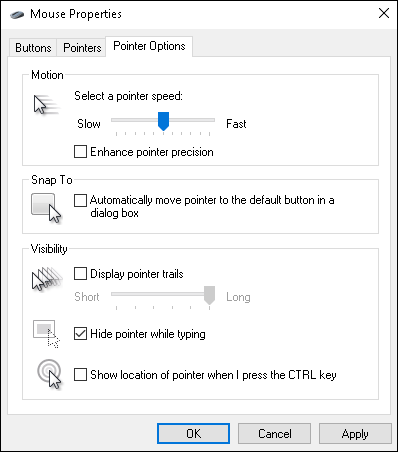 Mouse Properties
Buttons
Pointers
Pointer Options
Motion
Select a pointer speed:
Slow
Fast
Enhance pointer precision
Snap To
Automatically move pointer to the default button in a
dialog box
Visibility
Display pointer trails
Short
Long
Hide pointer while typing
Show location of pointer when I press the CTRL key
OK
Cancel
Apply